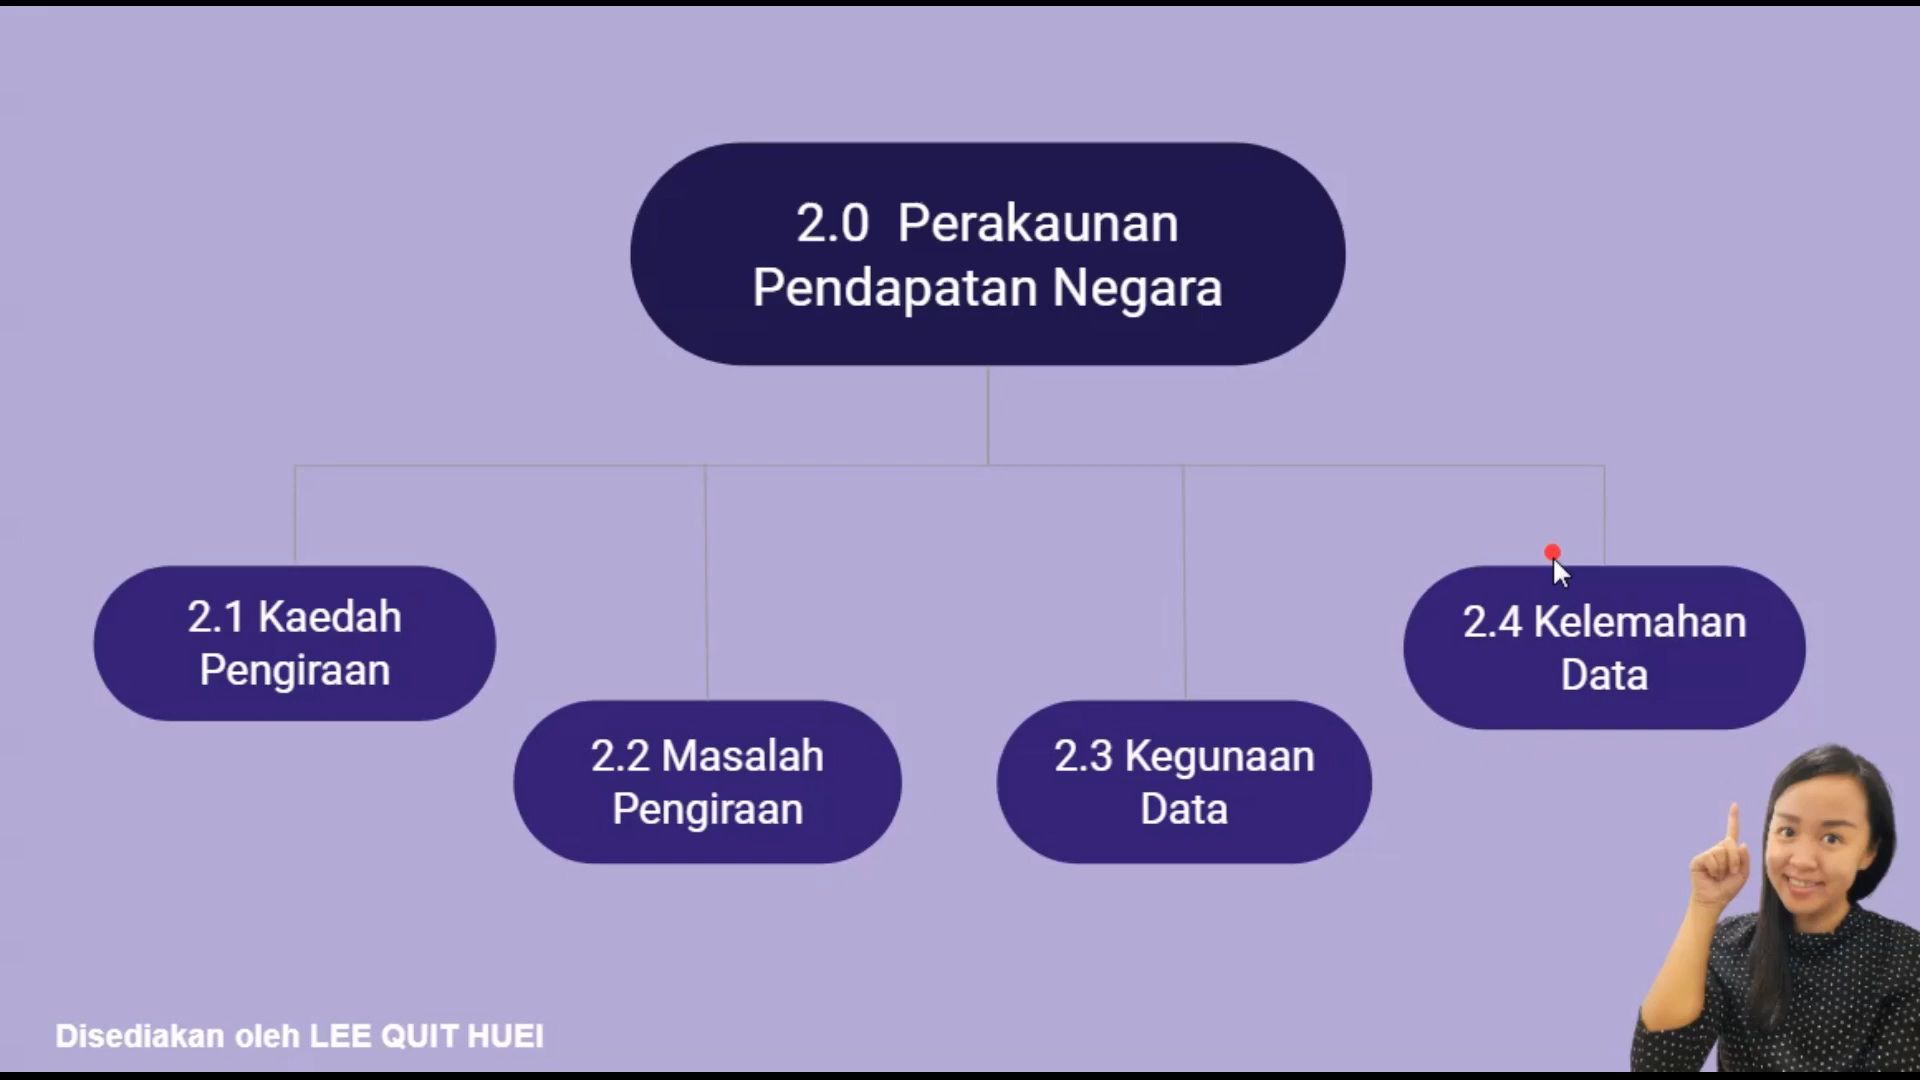 2.0 Perakaunan
Pendapatan Negara
2.1 Kaedah
Pengiraan
2.2 Masalah
Pengiraan
2.3 Kegunaan
Data
2.4 Kelemahan
Data
Disediakan oleh LEE QUIT HUEI